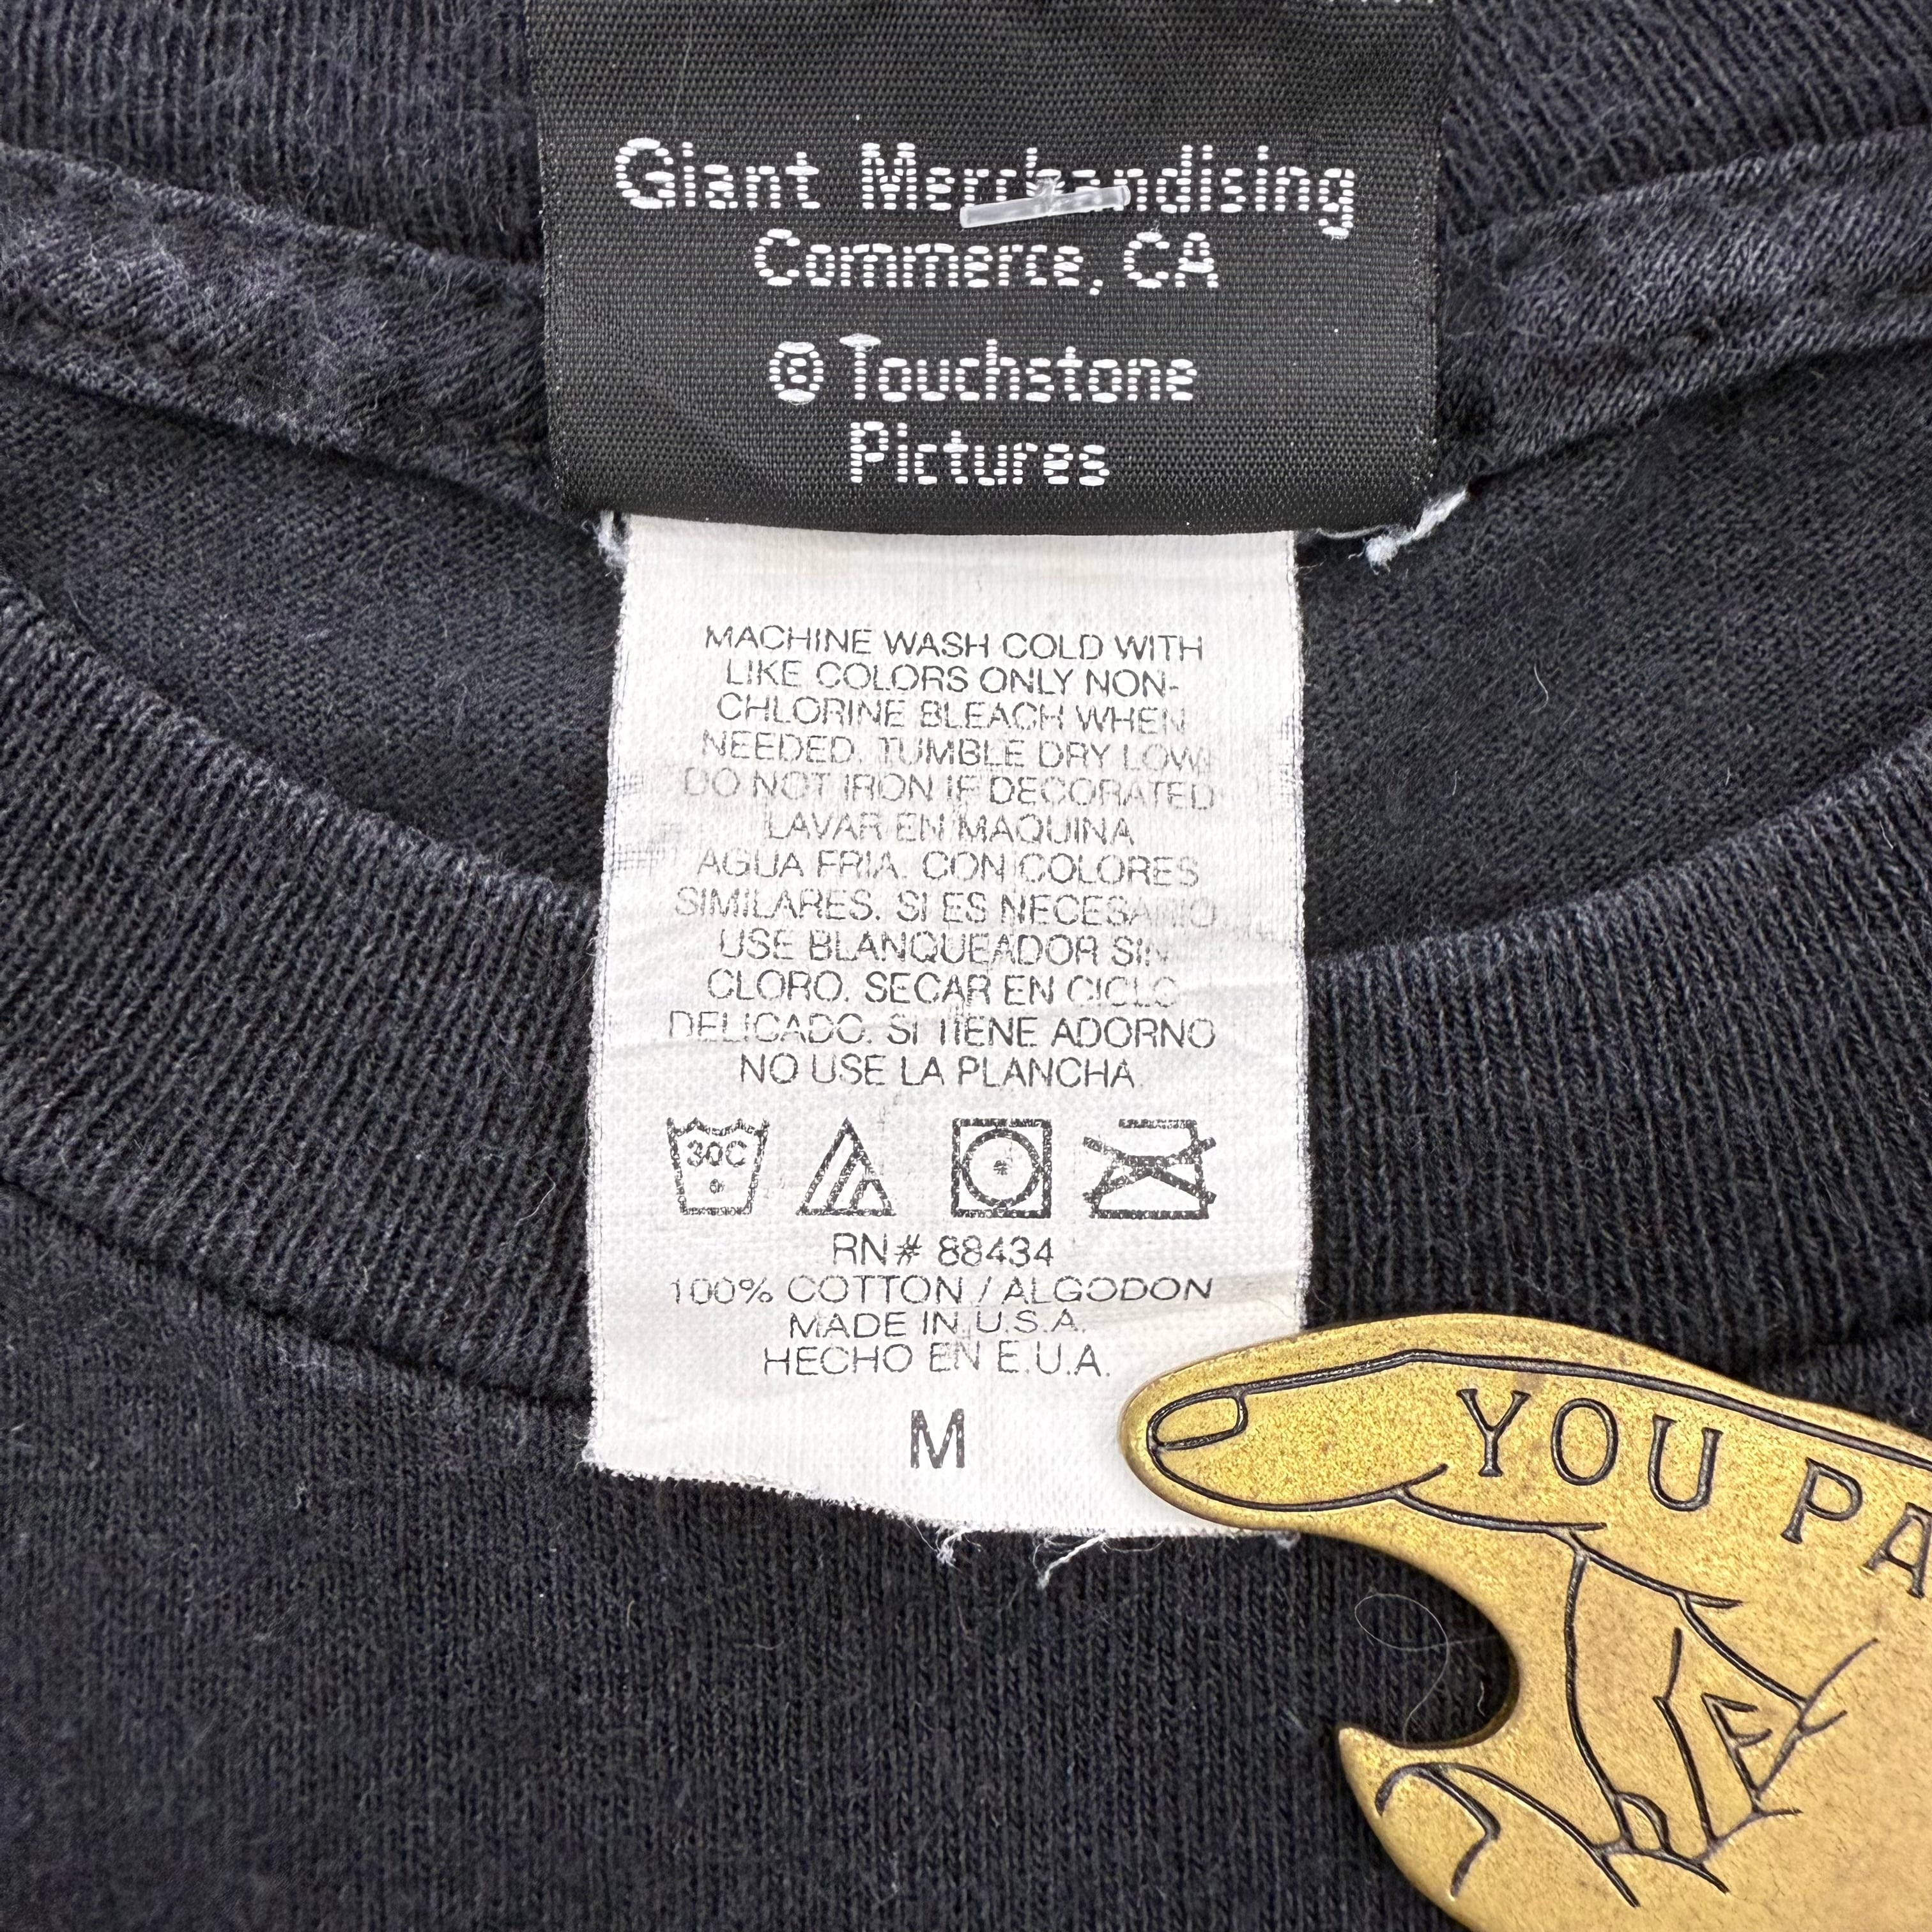 Giant Merchandising
Commerce, CA
© Touchstone
Pictures
MACHINE WASH COLD WITH
LIKE COLORS ONLY NON-
CHLORINE BLEACH WHEN
NEEDED. TUMBLE DRY LOW
DO NOT IRON IF DECORATED
LAVAR EN MAQUINA
AGUA FRIA. CON COLORES
SIMILARES. SI ES NECESARIO
USE BLANQUEADOR SIN
CLORO. SECAR EN CICLO
DELICADO. SI TIENE ADORNO
NO USE LA PLANCHA
30C
RN# 88434
100% COTTON / ALGODON
MADE IN U.S.A.
HECHO EN E.U.A.
M
YOU PA